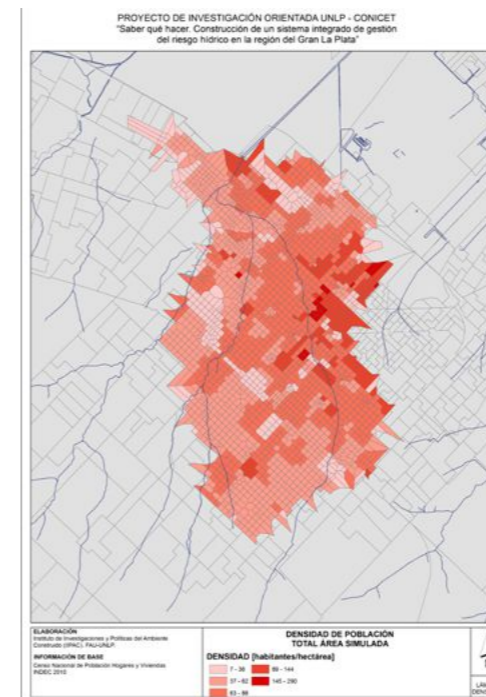 PROYECTO DE INVESTIGACIÓN ORIENTADA UNLP - CONICET
"Saber qué hacer. Construcción de un sistema integrado de gestión
del riesgo hídrico en la región del Gran La Plata"
ELABORACIÓN
Instituto de Investigaciones y Políticas del Ambiente
Construido (IIPAC), FAU-UNLP.
INFORMACIÓN DE BASE
Censo Nacional de Población Hogares y Viviendas
INDEC 2010
DENSIDAD DE POBLACIÓN
TOTAL ÁREA SIMULADA
DENSIDAD [habitantes/hectárea]
7 - 36
37 - 62
63 - 88
89 - 144
145 - 290